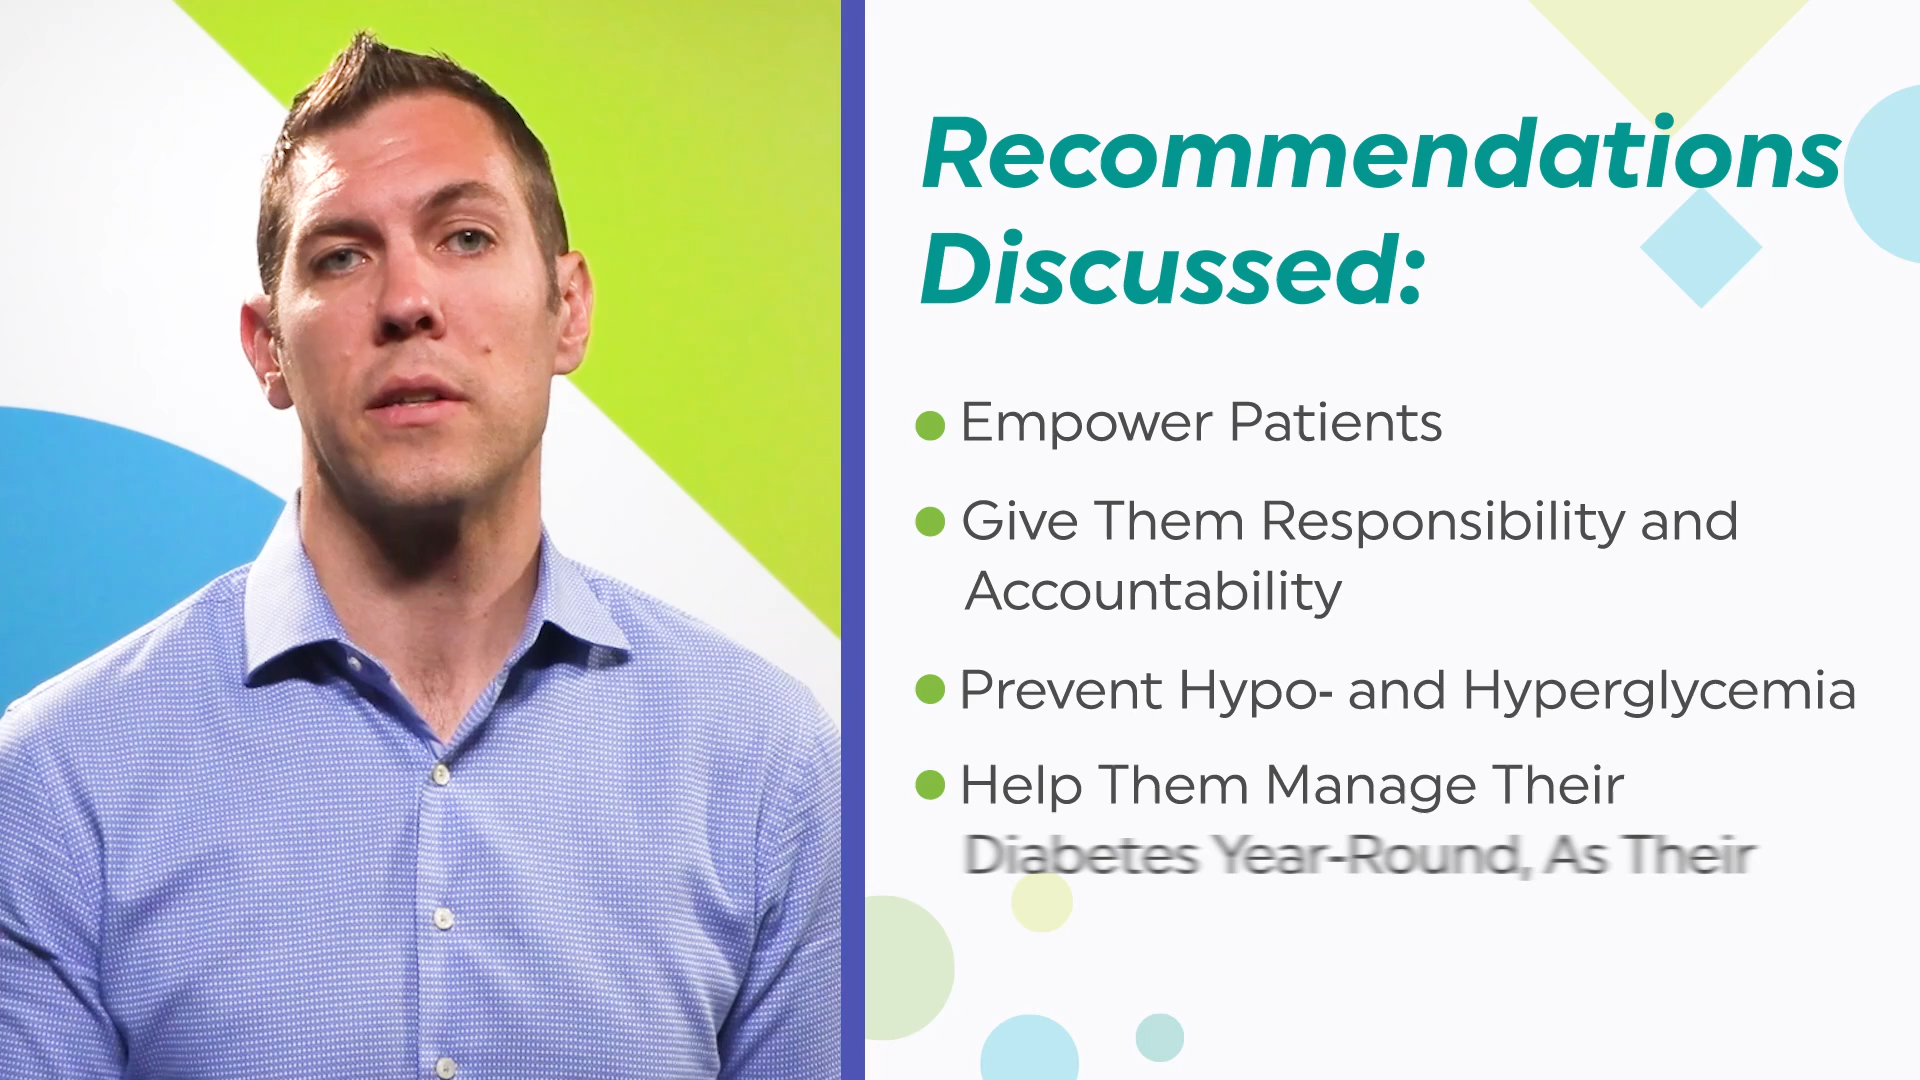 Recommendations
Discussed:
Empower Patients
Give Them Responsibility and
Accountability
Prevent Hypo- and Hyperglycemia
Help Them Manage Their
Diabetes Year-Round, As Their